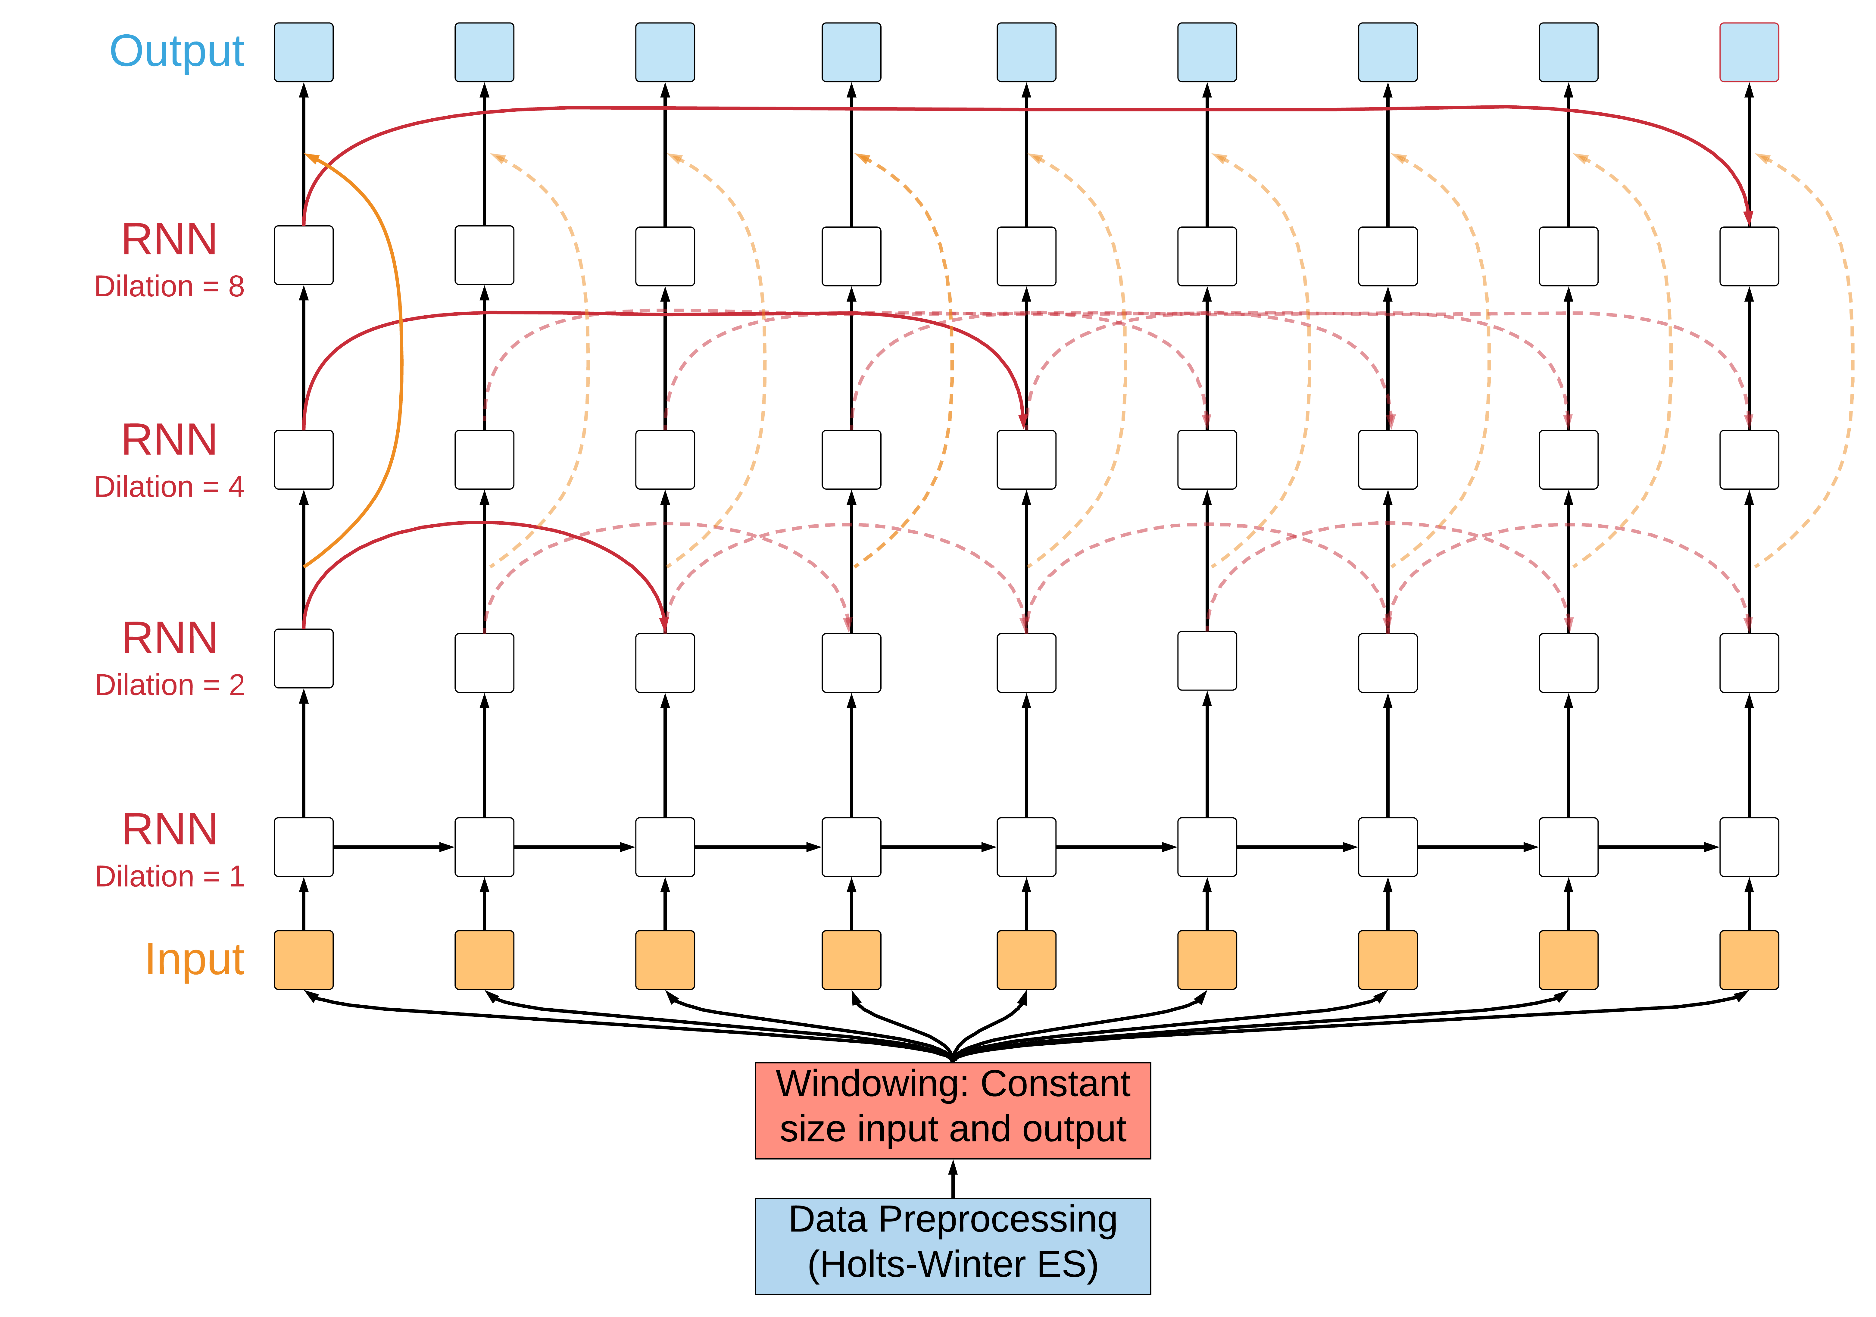 Output
RNN
Dilation = 8
RNN
Dilation = 4
RNN
Dilation = 2
RNN
Dilation = 1
Input
Windowing: Constant
size input and output
Data Preprocessing
(Holts-Winter ES)